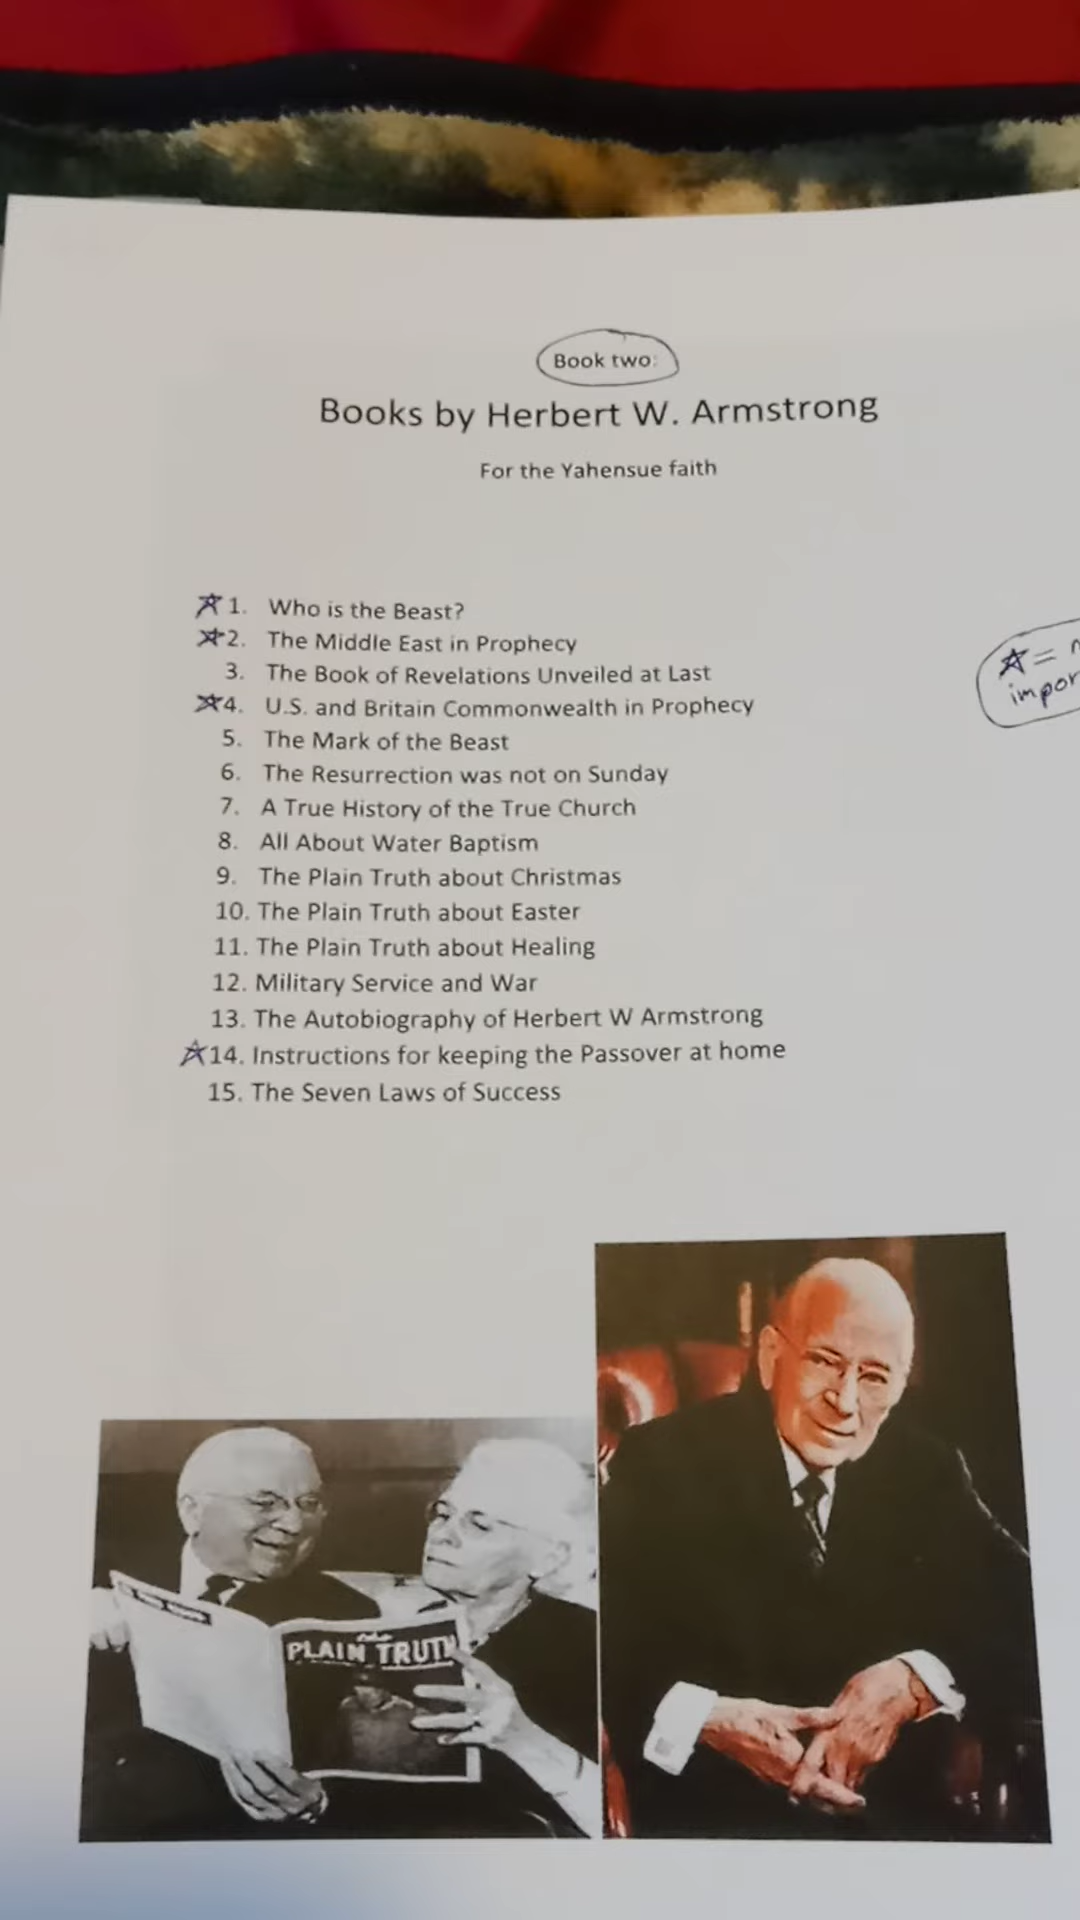 Book two:
Books by Herbert W. Armstrong
For the Yahensue faith
1. Who is the Beast?
2. The Middle East in Prophecy
3. The Book of Revelations Unveiled at Last
4. U.S. and Britain Commonwealth in Prophecy
5. The Mark of the Beast
6. The Resurrection was not on Sunday
7. A True History of the True Church
8. All About Water Baptism
9. The Plain Truth about Christmas
10. The Plain Truth about Easter
11. The Plain Truth about Healing
12. Military Service and War
13. The Autobiography of Herbert W Armstrong
14. Instructions for keeping the Passover at home
15. The Seven Laws of Success
=
impor
PLAIN TRUTH